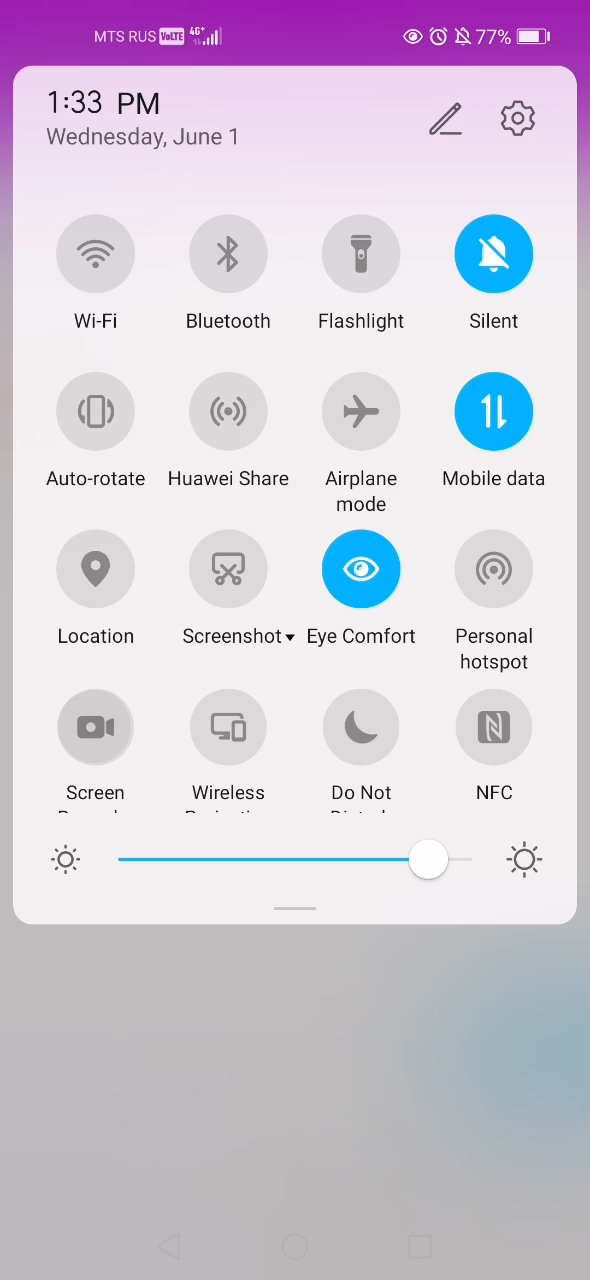 MTS RUS VoLTE 4G+ 77%
1:33 PM
Wednesday, June 1
Wi-Fi Bluetooth Flashlight Silent
Auto-rotate Huawei Share Airplane mode Mobile data
Location Screenshot Eye Comfort Personal hotspot
Screen Wireless Do Not NFC